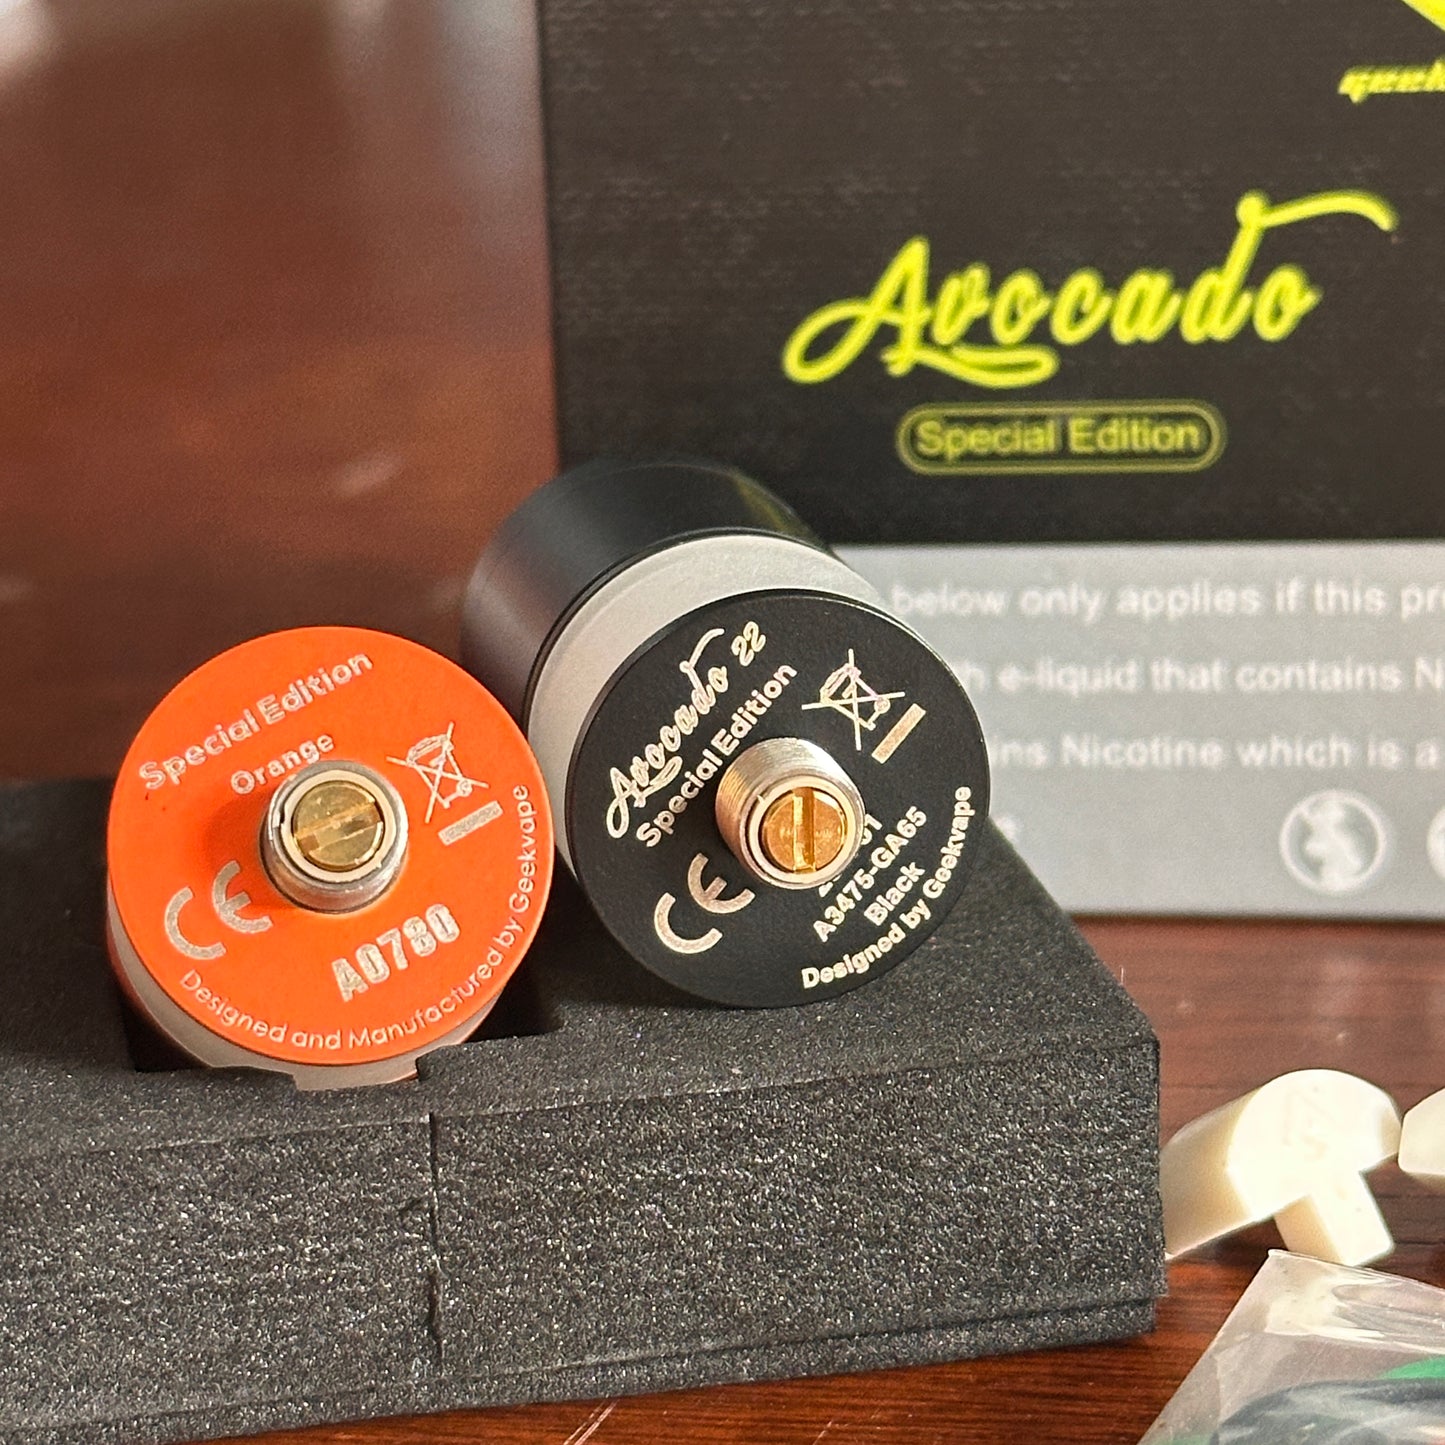 Avocado
Special Edition
below only applies if this
e-liquid that contains
Nicotine which is a
Special Edition
Orange
CE
A0780
Designed and Manufactured by Geekvape
Avocado 22
Special Edition
CE
A3475-GA65
Black
Designed by Geekvape